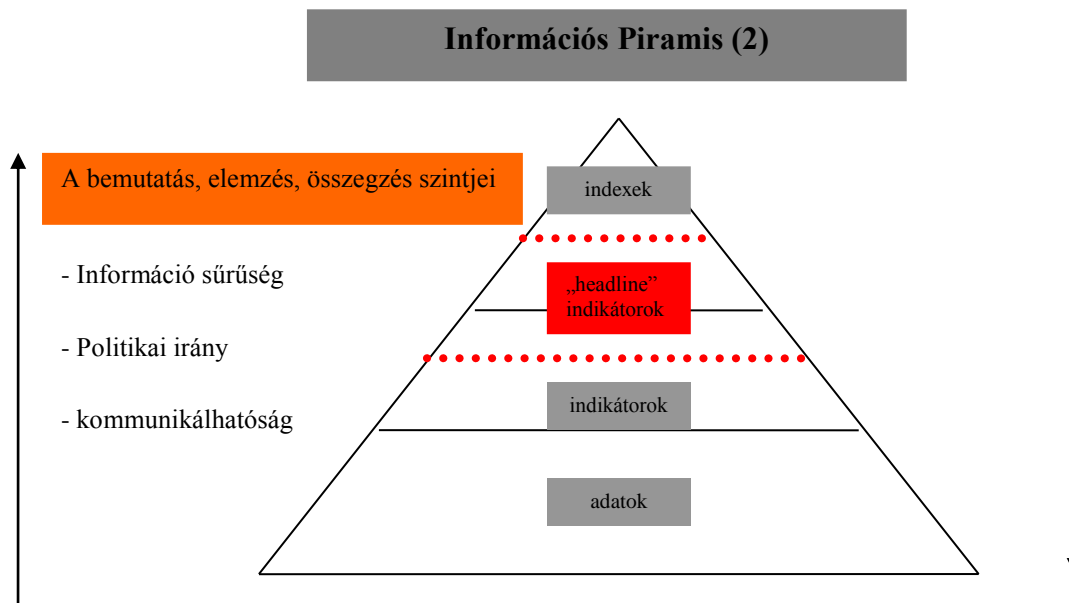 Információs Piramis (2)
A bemutatás, elemzés, összegzés szintjei
indexek
- Információ sűrűség
„headline”
indikátorok
- Politikai irány
- kommunikálhatóság
indikátorok
adatok